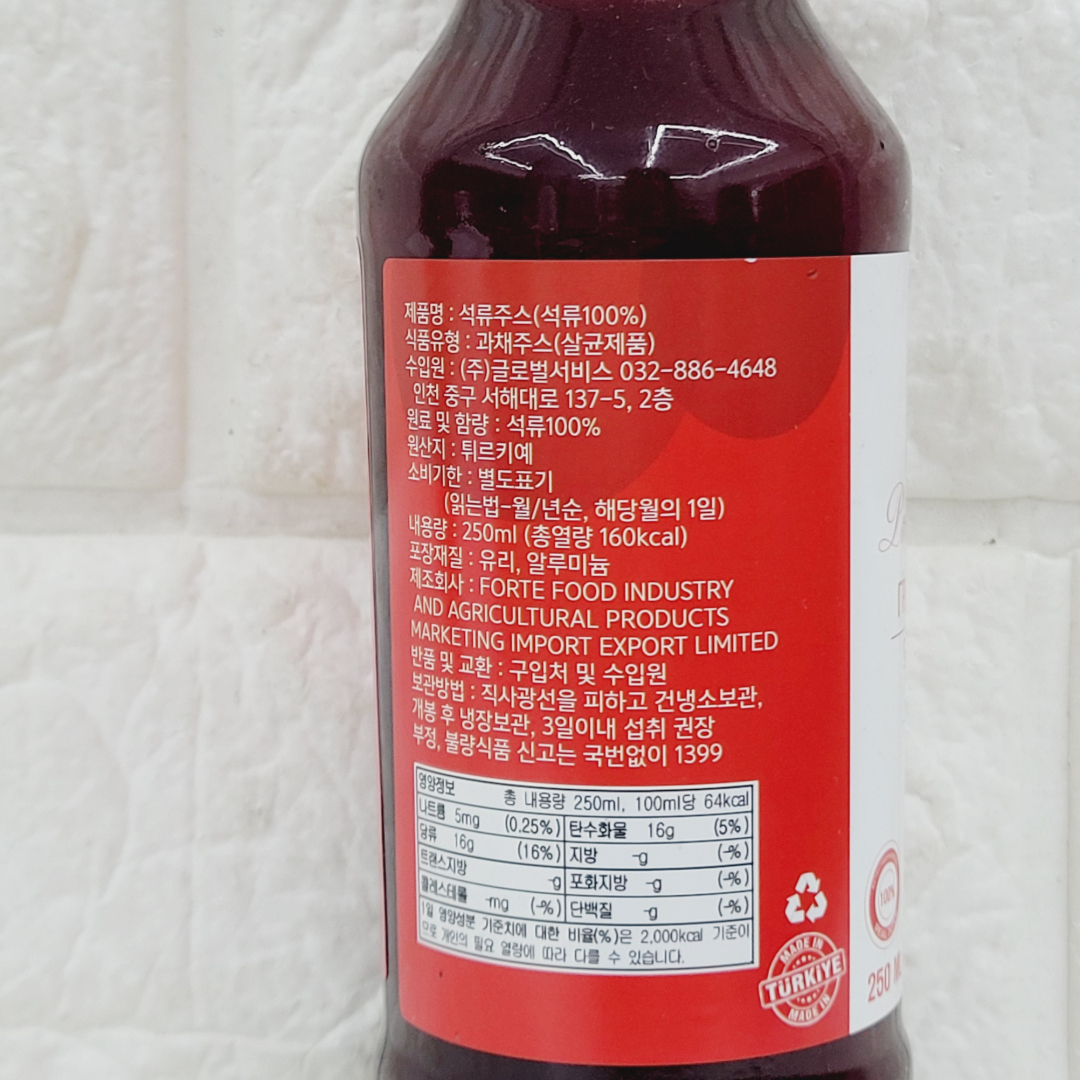 제품명 : 석류주스(석류100%)
식품유형 : 과채주스(살균제품)
수입원 : (주)글로벌서비스 032-886-4648
인천 중구 서해대로 137-5, 2층
원료 및 함량 : 석류100%
원산지 : 튀르키예
소비기한 : 별도표기
(읽는법-월/년순, 해당월의 1일)
내용량 : 250ml (총열량 160kcal)
포장재질 : 유리, 알루미늄
제조회사 : FORTE FOOD INDUSTRY
AND AGRICULTURAL PRODUCTS
MARKETING IMPORT EXPORT LIMITED
반품 및 교환 : 구입처 및 수입원
보관방법 : 직사광선을 피하고 건냉소보관,
개봉 후 냉장보관, 3일이내 섭취 권장
부정, 불량식품 신고는 국번없이 1399
영양정보 총 내용량 250ml, 100ml당 64kcal
나트륨 5mg (0.25%) 탄수화물 16g (5%)
당류 16g (16%) 지방 -g (-%)
트랜스지방 -g 포화지방 -g (-%)
콜레스테롤 -mg (-%) 단백질 -g (-%)
1일 영양성분 기준치에 대한 비율(%)은 2,000kcal 기준이
므로 개인의 필요 열량에 따라 다를 수 있습니다.
MADE IN
TÜRKİYE
MADE IN
100%
250